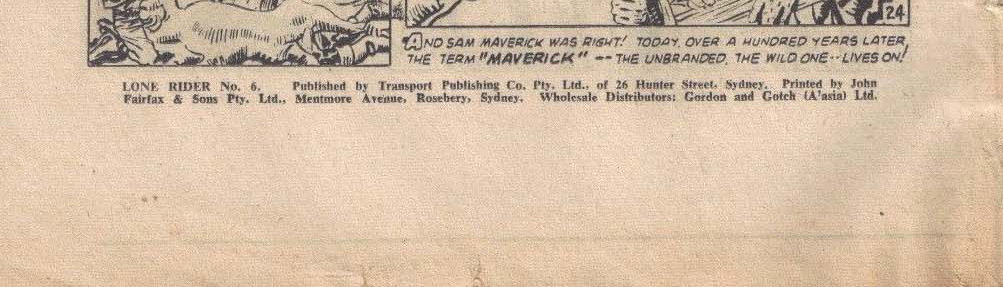 24
AND SAM MAVERICK WAS RIGHT! TODAY, OVER A HUNDRED YEARS LATER,
THE TERM "MAVERICK" -- THE UNBRANDED, THE WILD ONE -- LIVES ON!
LONE RIDER No. 6. Published by Transport Publishing Co. Pty. Ltd., of 26 Hunter Street, Sydney. Printed by John
Fairfax & Sons Pty. Ltd., Mentmore Avenue, Rosebery, Sydney. Wholesale Distributors: Gordon and Gotch (A'asia) Ltd.